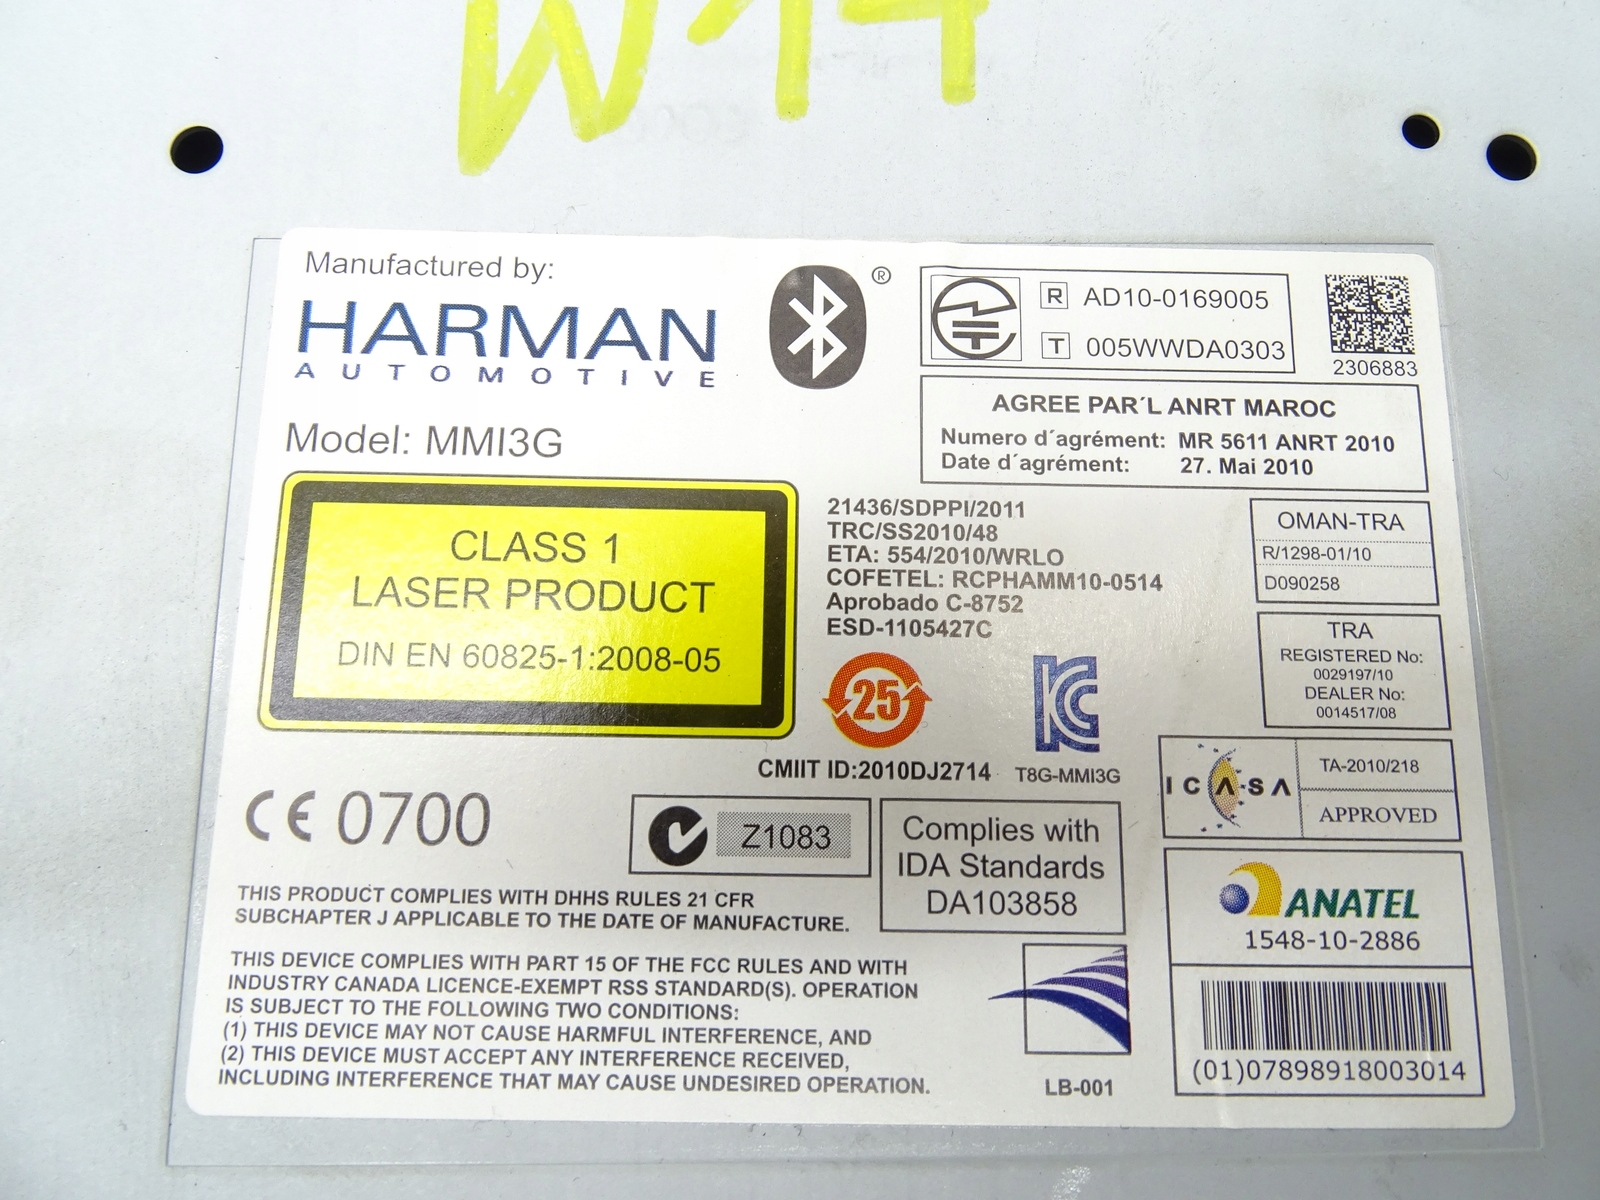 W14
Manufactured by:
HARMAN
AUTOMOTIVE
Model: MMI3G
®
R AD10-0169005
T 005WWDA0303
2306883
AGREE PAR´L ANRT MAROC
Numero d´agrément: MR 5611 ANRT 2010
Date d´agrément: 27. Mai 2010
CLASS 1
LASER PRODUCT
DIN EN 60825-1:2008-05
21436/SDPPI/2011
TRC/SS2010/48
ETA: 554/2010/WRLO
COFETEL: RCPHAMM10-0514
Aprobado C-8752
ESD-1105427C
OMAN-TRA
R/1298-01/10
D090258
TRA
REGISTERED No:
0029197/10
DEALER No:
0014517/08
25
CMIIT ID:2010DJ2714
KC
T8G-MMI3G
ICASA
TA-2010/218
APPROVED
CE 0700
Z1083
Complies with
IDA Standards
DA103858
ANATEL
1548-10-2886
(01)07898918003014
THIS PRODUCT COMPLIES WITH DHHS RULES 21 CFR
SUBCHAPTER J APPLICABLE TO THE DATE OF MANUFACTURE.
THIS DEVICE COMPLIES WITH PART 15 OF THE FCC RULES AND WITH
INDUSTRY CANADA LICENCE-EXEMPT RSS STANDARD(S). OPERATION
IS SUBJECT TO THE FOLLOWING TWO CONDITIONS:
(1) THIS DEVICE MAY NOT CAUSE HARMFUL INTERFERENCE, AND
(2) THIS DEVICE MUST ACCEPT ANY INTERFERENCE RECEIVED,
INCLUDING INTERFERENCE THAT MAY CAUSE UNDESIRED OPERATION.
LB-001